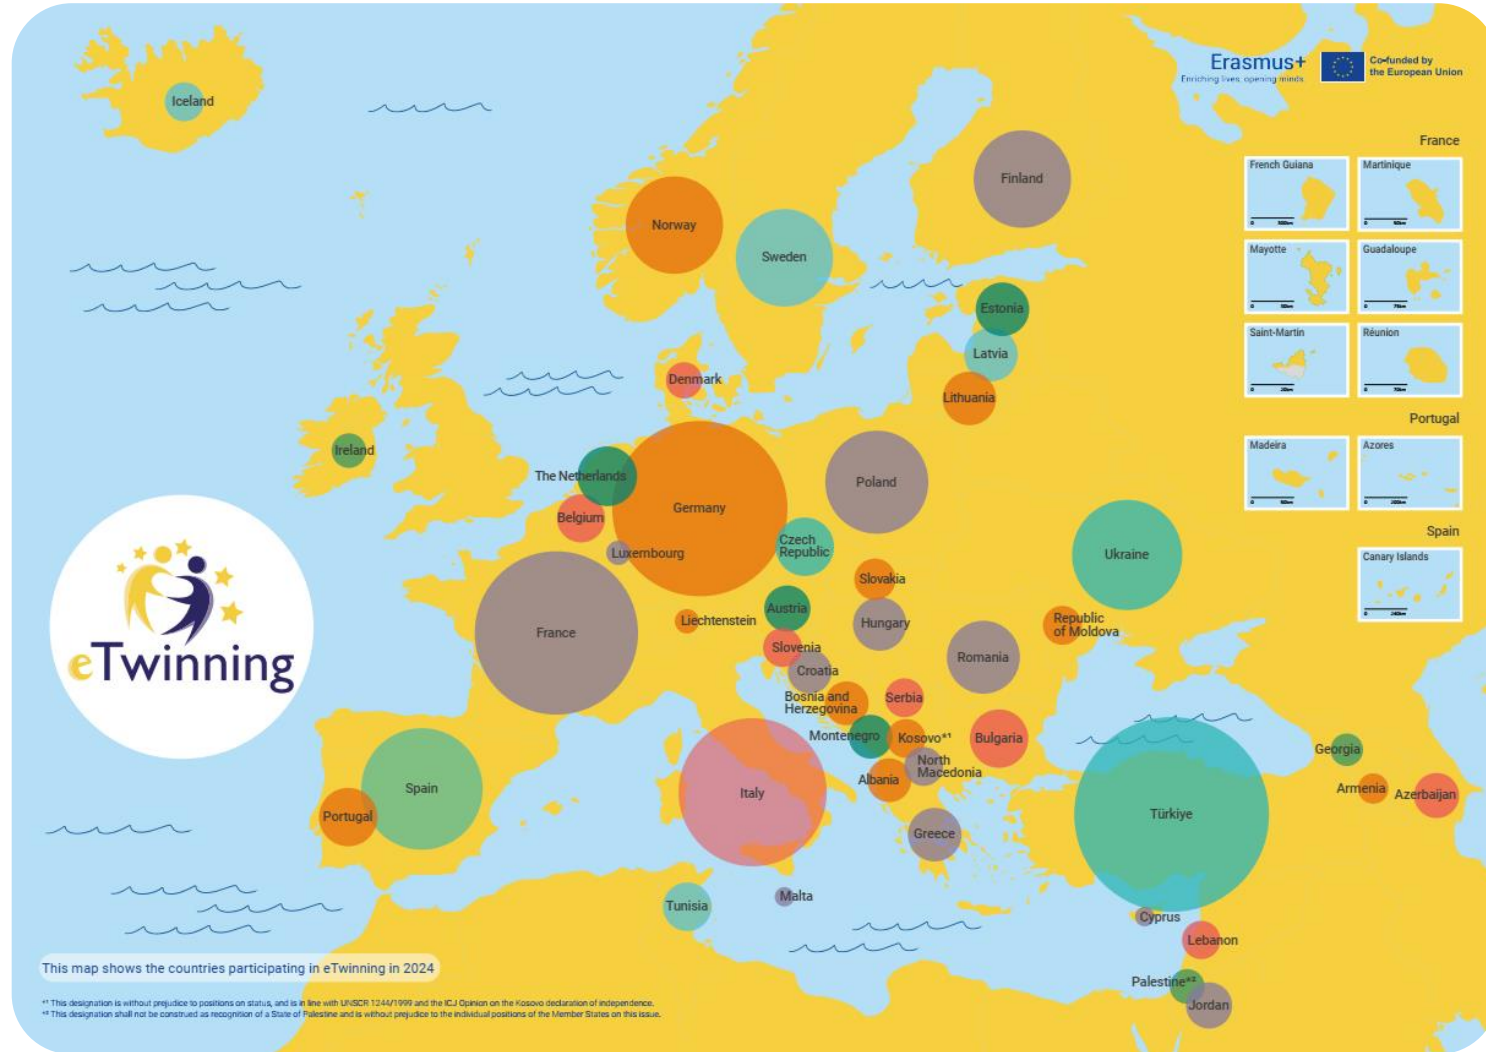 Iceland
Erasmus+
Enriching lives, opening minds.
Co-funded by
the European Union
France
French Guiana
Martinique
Mayotte
Guadaloupe
Saint-Martin
Réunion
Portugal
Madeira
Azores
Spain
Canary Islands
Finland
Norway
Sweden
Estonia
Latvia
Lithuania
Denmark
Ireland
The Netherlands
Germany
Poland
Belgium
Czech
Republic
Luxembourg
Ukraine
Slovakia
Austria
Liechtenstein
Hungary
Republic
of Moldova
France
Slovenia
Romania
Croatia
Bosnia and
Herzegovina
Serbia
Montenegro
Kosovo*¹
Bulgaria
North
Macedonia
Albania
Georgia
Armenia
Azerbaijan
Spain
Portugal
Italy
Türkiye
Greece
Malta
Tunisia
Cyprus
Lebanon
Palestine*²
Jordan
eTwinning
This map shows the countries participating in eTwinning in 2024
*¹ This designation is without prejudice to positions on status, and is in line with UNSCR 1244/1999 and the ICJ Opinion on the Kosovo declaration of independence.
*² This designation shall not be construed as recognition of a State of Palestine and is without prejudice to the individual positions of the Member States on this issue.